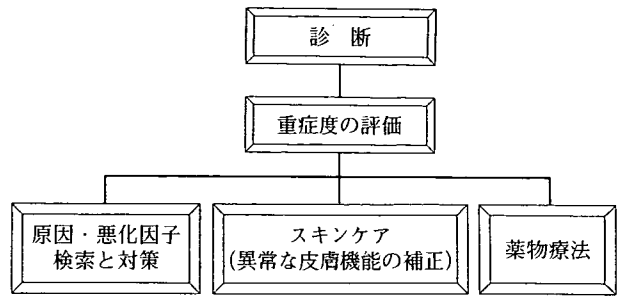 診 断
重症度の評価
原因・悪化因子
検索と対策
スキンケア
(異常な皮膚機能の補正)
薬物療法